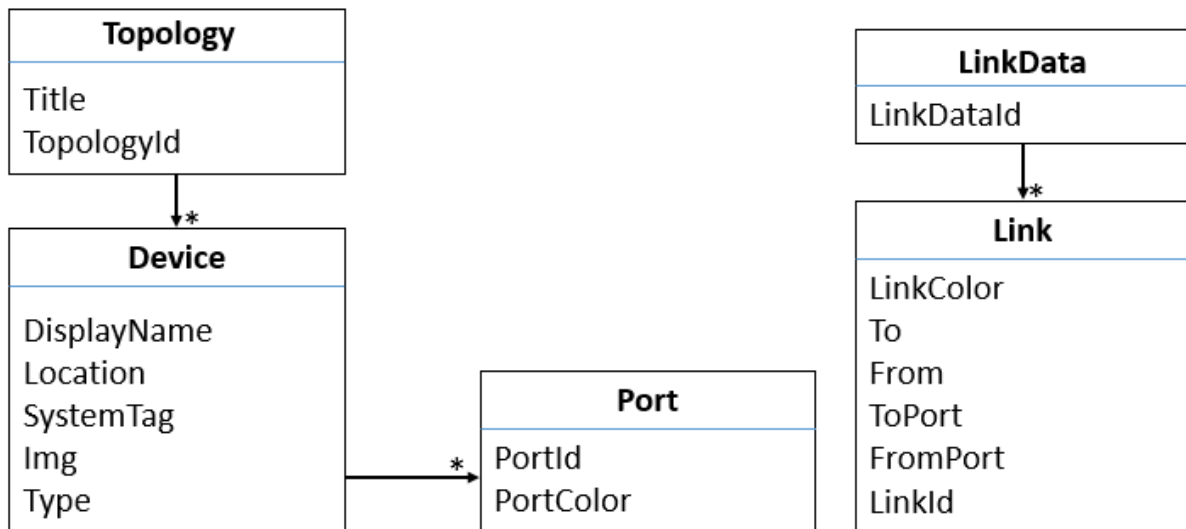 Topology
Title
TopologyId
*
Device
DisplayName
Location
SystemTag
Img
Type
*
Port
PortId
PortColor
LinkData
LinkDataId
*
Link
LinkColor
To
From
ToPort
FromPort
LinkId